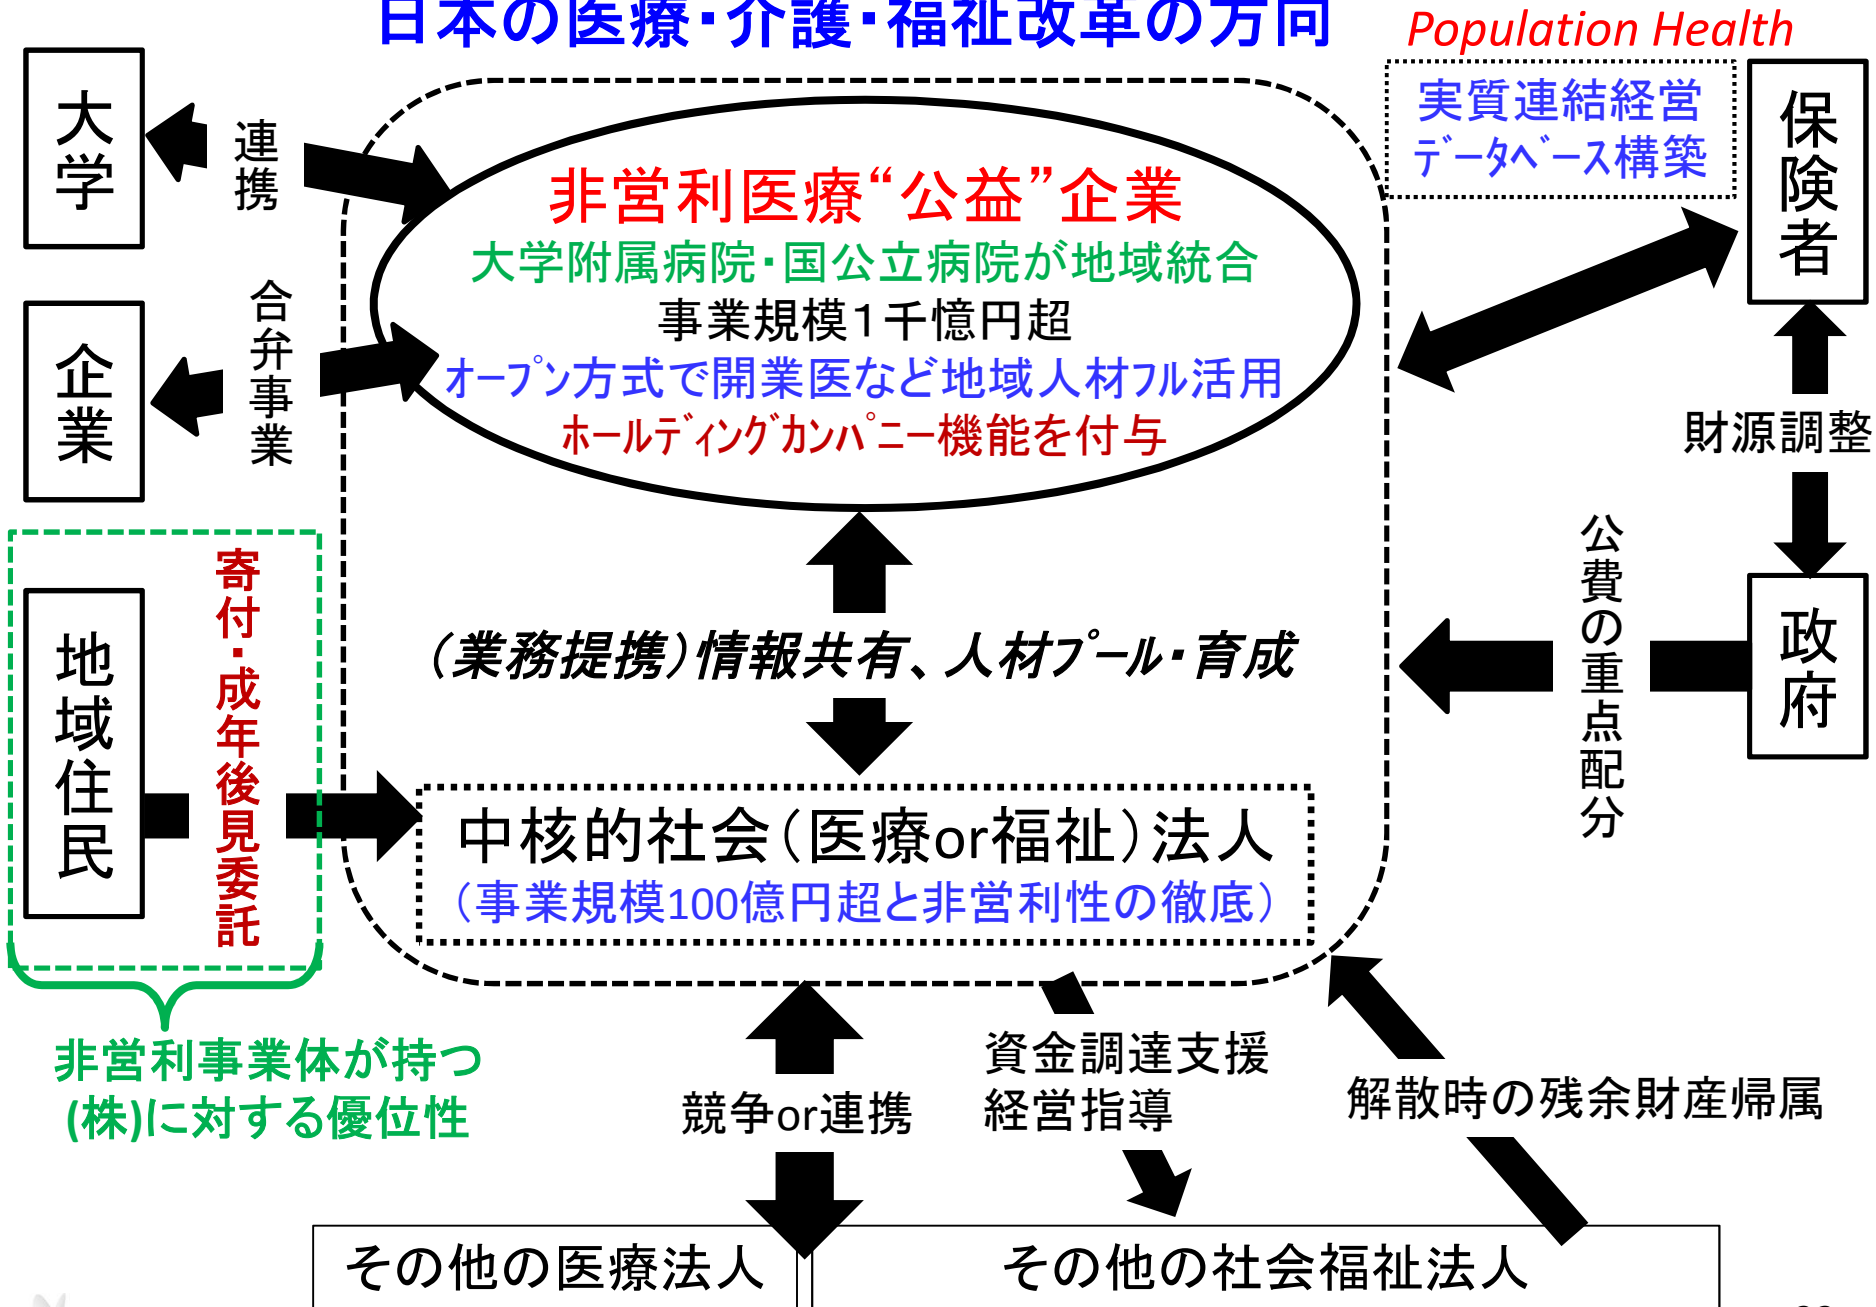 日本の医療・介護・福祉改革の方向
Population Health
大学
連携
実質連結経営
ﾃﾞｰﾀﾍﾞｰｽ構築
保険者
非営利医療“公益”企業
大学附属病院・国公立病院が地域統合
事業規模１千憶円超
ｵｰﾌﾟﾝ方式で開業医など地域人材ﾌﾙ活用
ﾎｰﾙﾃﾞｨﾝｸﾞｶﾝﾊﾟﾆｰ機能を付与
企業
合弁事業
財源調整
公費の重点配分
政府
地域住民
寄付・成年後見委託
（業務提携）情報共有、人材ﾌﾟｰﾙ・育成
中核的社会（医療or福祉）法人
（事業規模100億円超と非営利性の徹底）
非営利事業体が持つ
(株)に対する優位性
競争or連携
資金調達支援
経営指導
解散時の残余財産帰属
その他の医療法人
その他の社会福祉法人